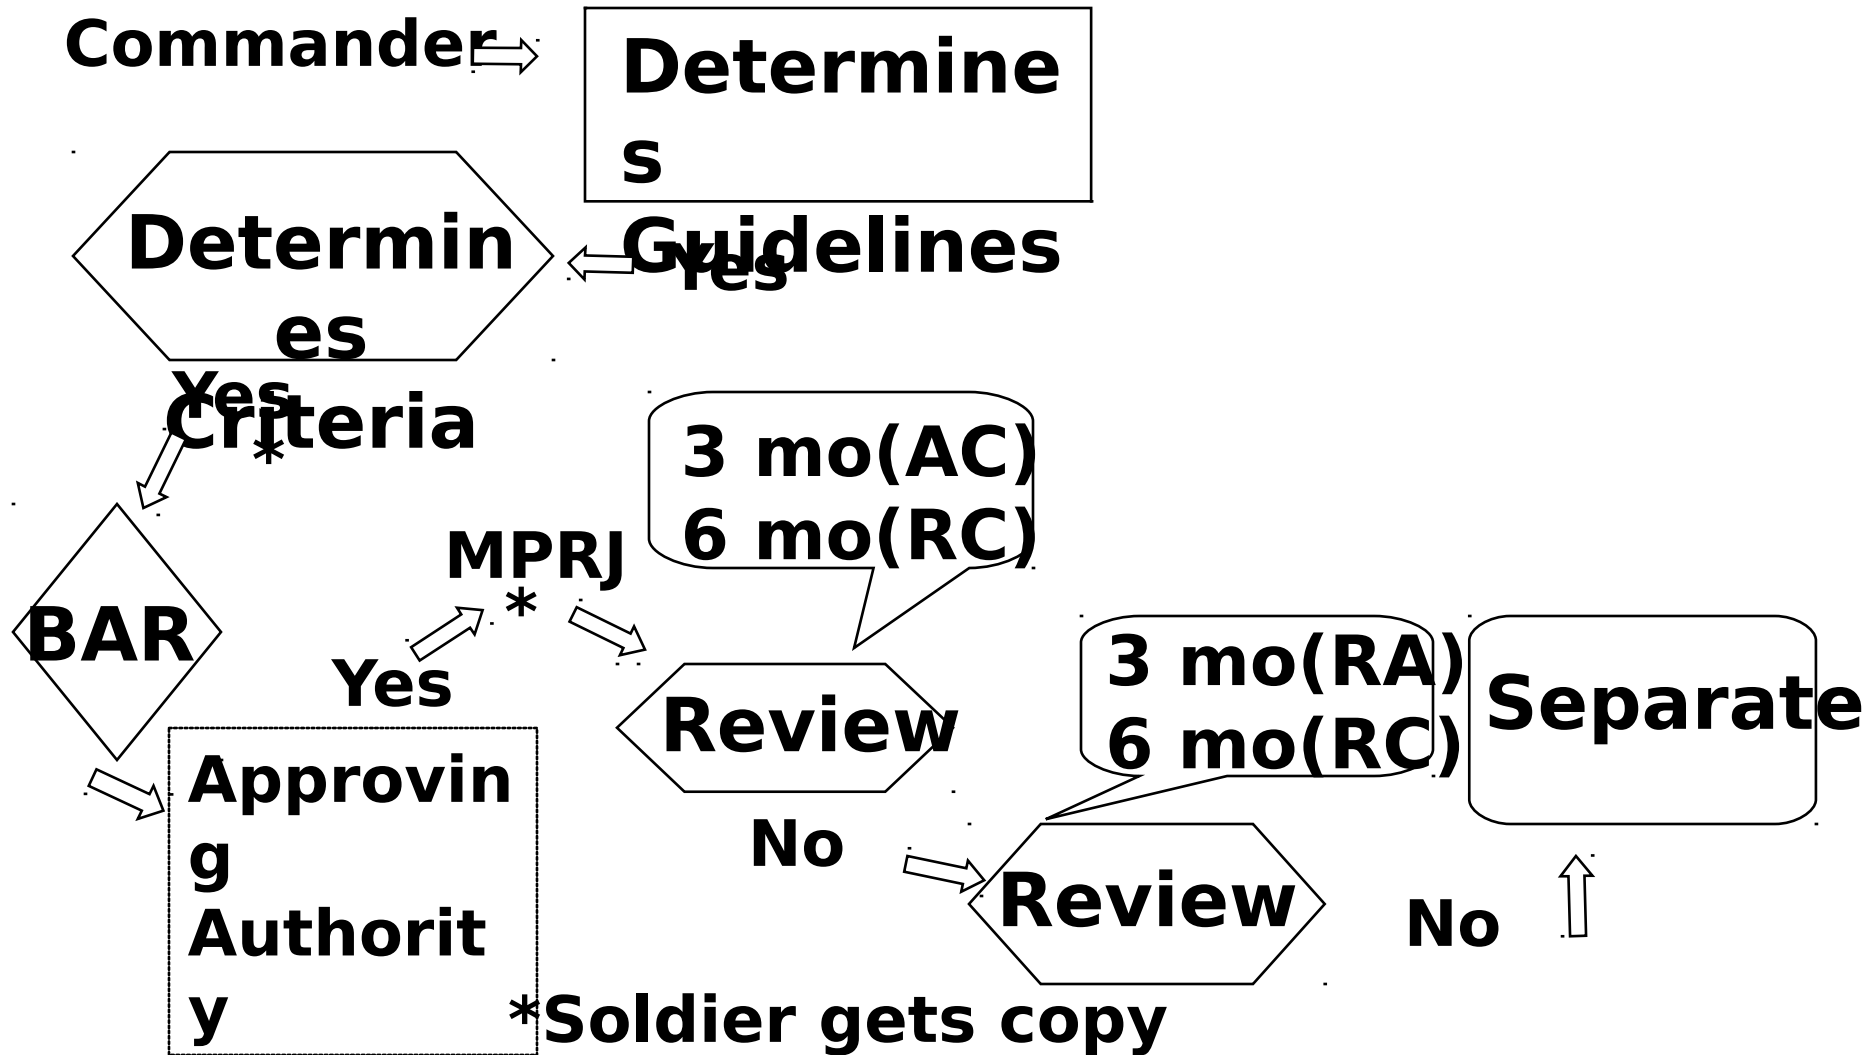 Commander
Determine
s
Guidelines
Determin
es
Criteria
Yes
Yes
*
3 mo(AC)
6 mo(RC)
BAR
MPRJ
*
Yes
Review
3 mo(RA)
6 mo(RC)
Separate
Approvin
g
Authorit
y
No
Review
No
*Soldier gets copy